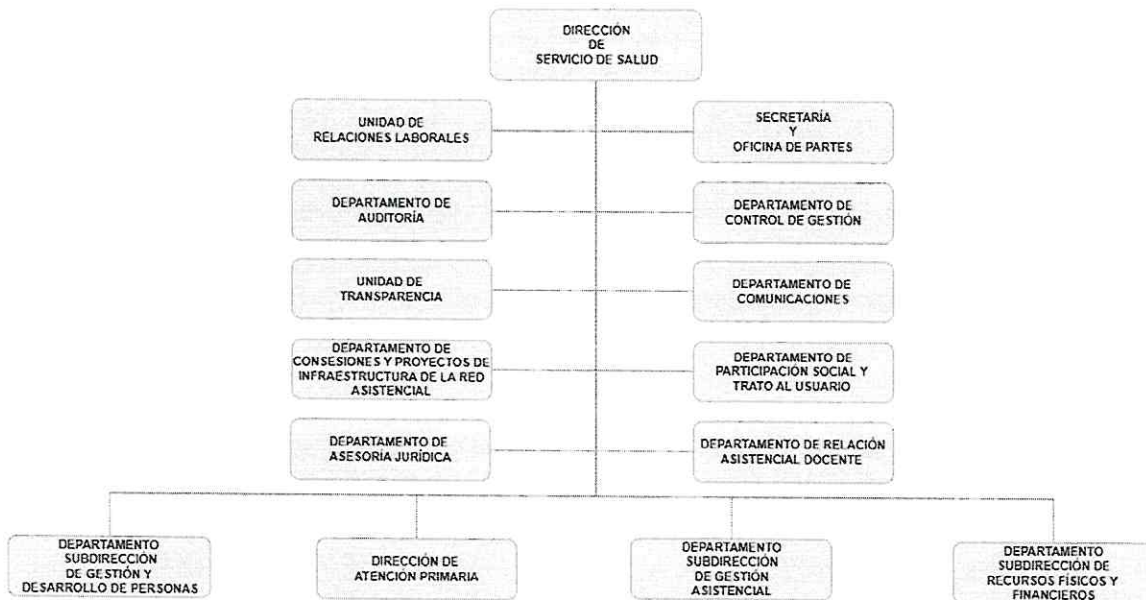 DIRECCIÓN
DE
SERVICIO DE SALUD
UNIDAD DE
RELACIONES LABORALES
SECRETARÍA
Y
OFICINA DE PARTES
DEPARTAMENTO DE
AUDITORÍA
DEPARTAMENTO DE
CONTROL DE GESTIÓN
UNIDAD DE
TRANSPARENCIA
DEPARTAMENTO DE
COMUNICACIONES
DEPARTAMENTO DE
CONSESIONES Y PROYECTOS DE
INFRAESTRUCTURA DE LA RED
ASISTENCIAL
DEPARTAMENTO DE
PARTICIPACIÓN SOCIAL Y
TRATO AL USUARIO
DEPARTAMENTO DE
ASESORÍA JURÍDICA
DEPARTAMENTO DE RELACIÓN
ASISTENCIAL DOCENTE
DEPARTAMENTO
SUBDIRECCIÓN
DE GESTIÓN Y
DESARROLLO DE PERSONAS
DIRECCIÓN DE
ATENCIÓN PRIMARIA
DEPARTAMENTO
SUBDIRECCIÓN
DE GESTIÓN
ASISTENCIAL
DEPARTAMENTO
SUBDIRECCIÓN DE
RECURSOS FÍSICOS Y
FINANCIEROS